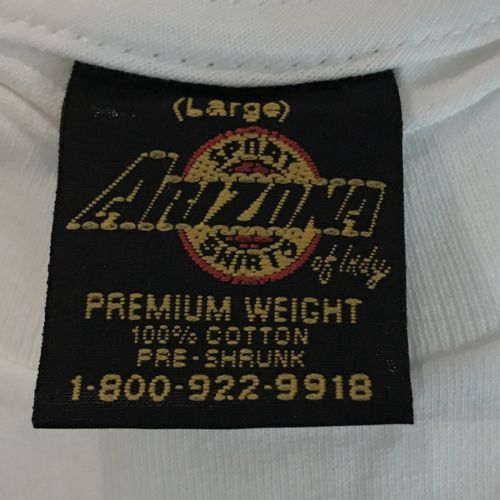 (Large)
SPORT
ARIZONA
SHIRTS
of Indy
PREMIUM WEIGHT
100% COTTON
PRE-SHRUNK
1-800-922-9918